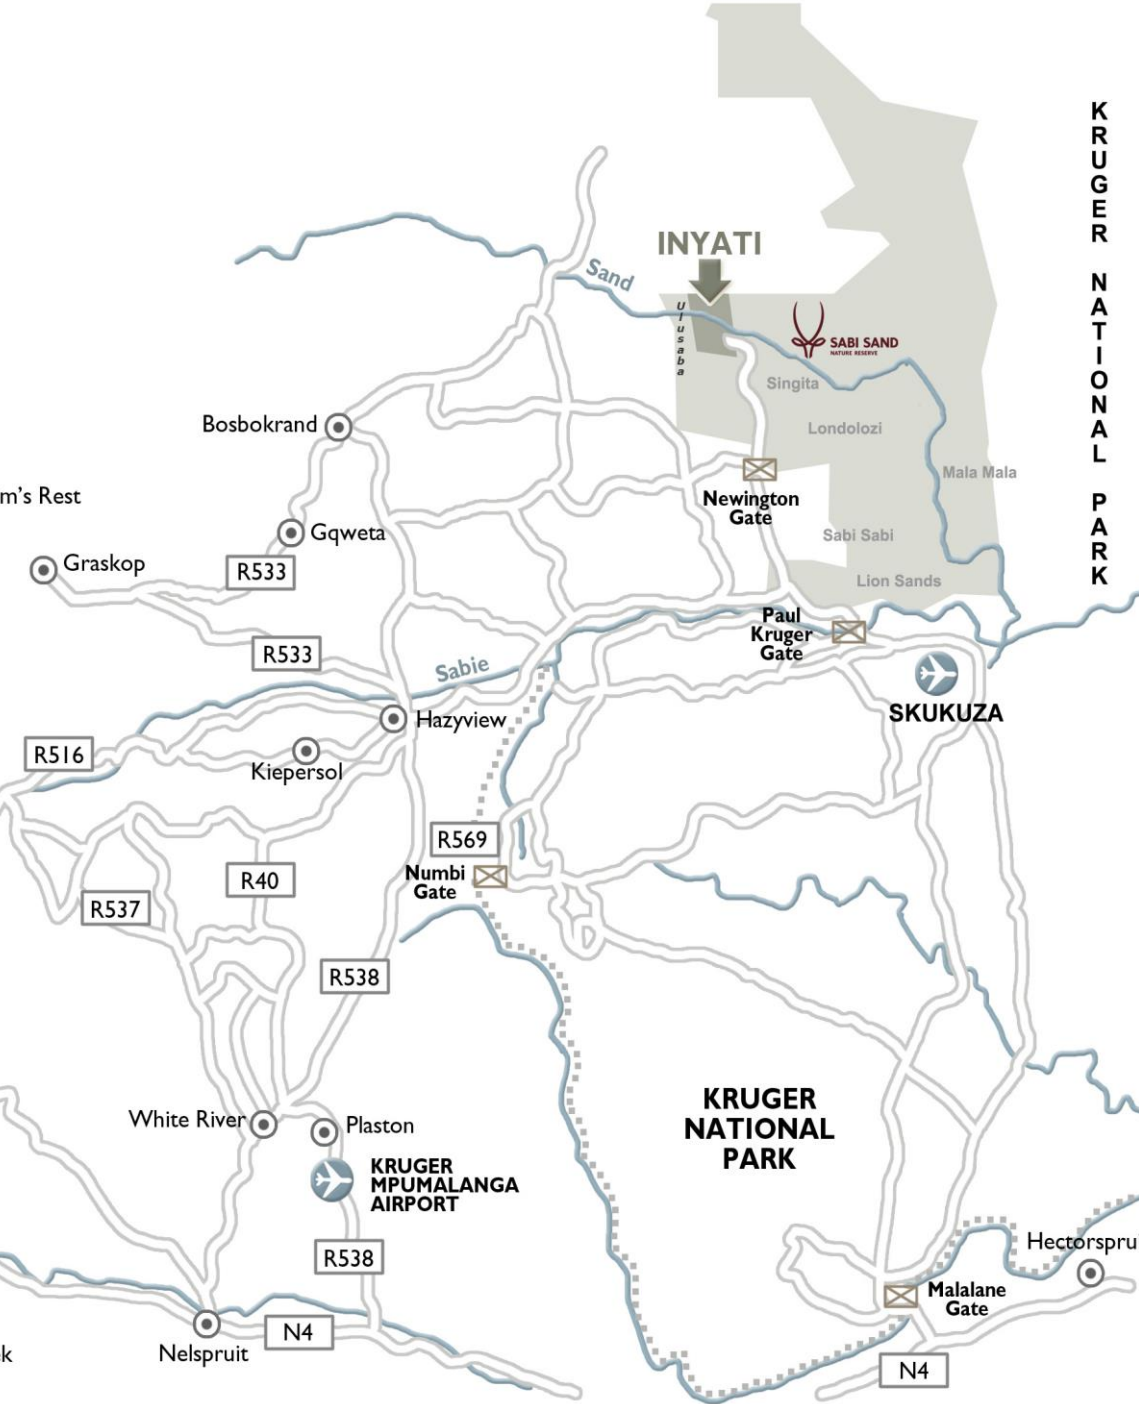 KRUGER NATIONAL PARK
INYATI
Sand
Ulusaba
SABI SAND
NATURE RESERVE
Singita
Londolozi
Bosbokrand
Mala Mala
Newington
Gate
m's Rest
Gqweta
Sabi Sabi
Graskop
R533
Lion Sands
Paul
Kruger
Gate
R533
Sabie
SKUKUZA
Hazyview
R516
Kiepersol
R569
Numbi
Gate
R40
R537
R538
KRUGER
NATIONAL
PARK
White River
Plaston
KRUGER
MPUMALANGA
AIRPORT
R538
Hectorsprui
Malalane
Gate
N4
Nelspruit
k
N4